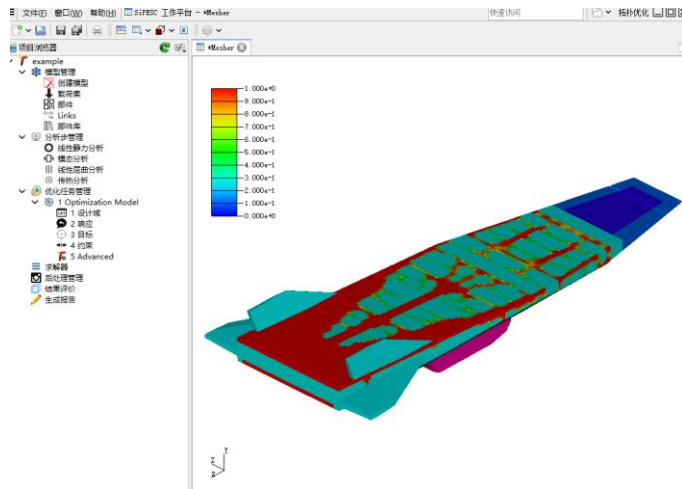 文件(F) 窗口(W) 帮助(H) SiPESC 工作平台 - *Mesher 快速访问 拓扑优化
项目浏览器
*Mesher
example
模型管理
创建模型
载荷集
部件
Links
部件库
分析步管理
线性静力分析
模态分析
线性屈曲分析
传热分析
优化任务管理
1 Optimization Model
1 设计域
2 响应
3 目标
4 约束
5 Advanced
求解器
后处理管理
结果评价
生成报告
1.000e+0
9.000e-1
8.000e-1
7.000e-1
6.000e-1
5.000e-1
4.000e-1
3.000e-1
2.000e-1
1.000e-1
0.000e+0
Y
Z
X